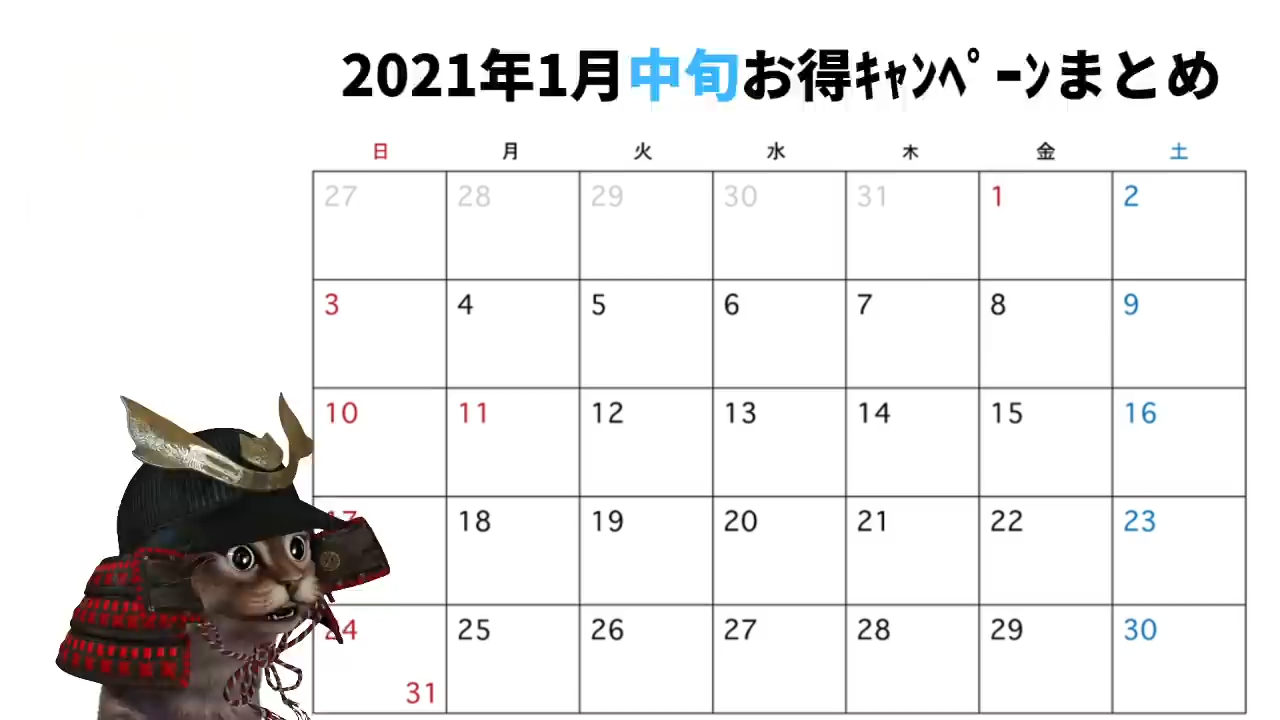 2021年1月中旬お得ｷｬﾝﾍﾟｰﾝまとめ
日 月 火 水 木 金 土
27 28 29 30 31 1 2
3 4 5 6 7 8 9
10 11 12 13 14 15 16
17 18 19 20 21 22 23
24 25 26 27 28 29 30
31